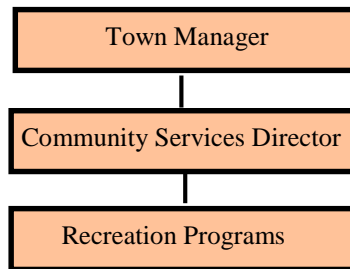 Town Manager
Community Services Director
Recreation Programs